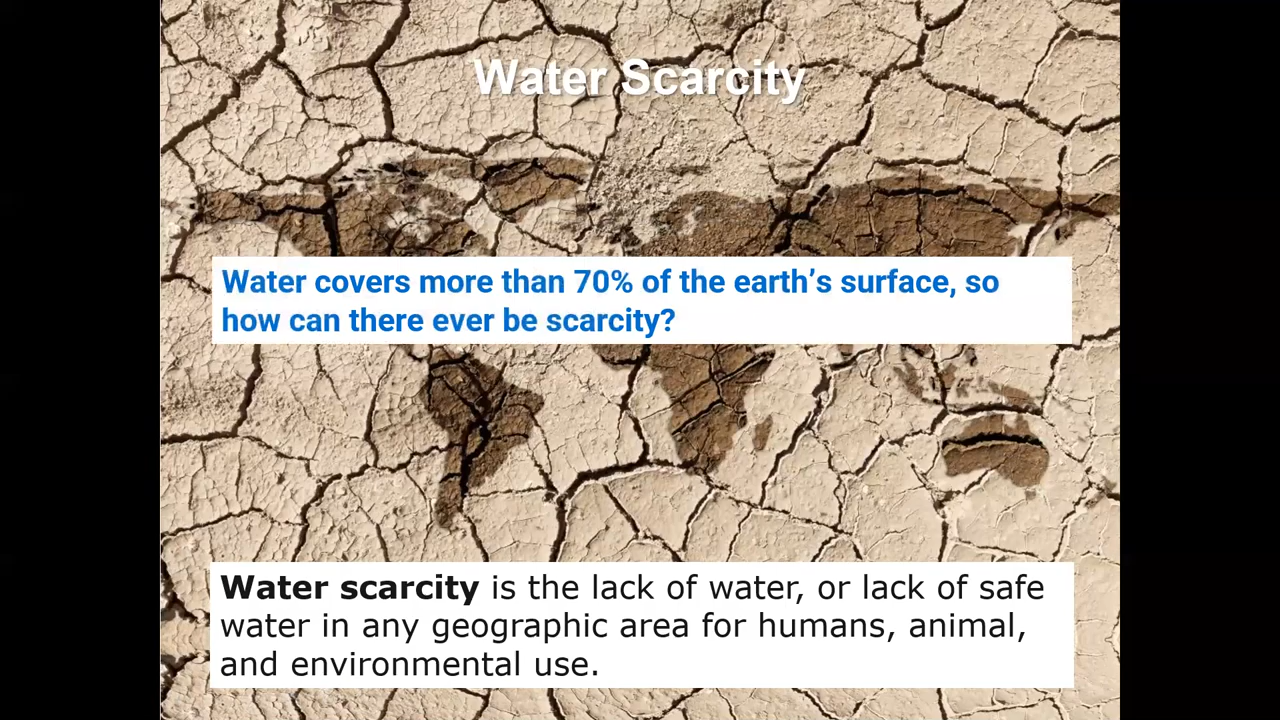 Water Scarcity
Water covers more than 70% of the earth’s surface, so
how can there ever be scarcity?
Water scarcity is the lack of water, or lack of safe
water in any geographic area for humans, animal,
and environmental use.